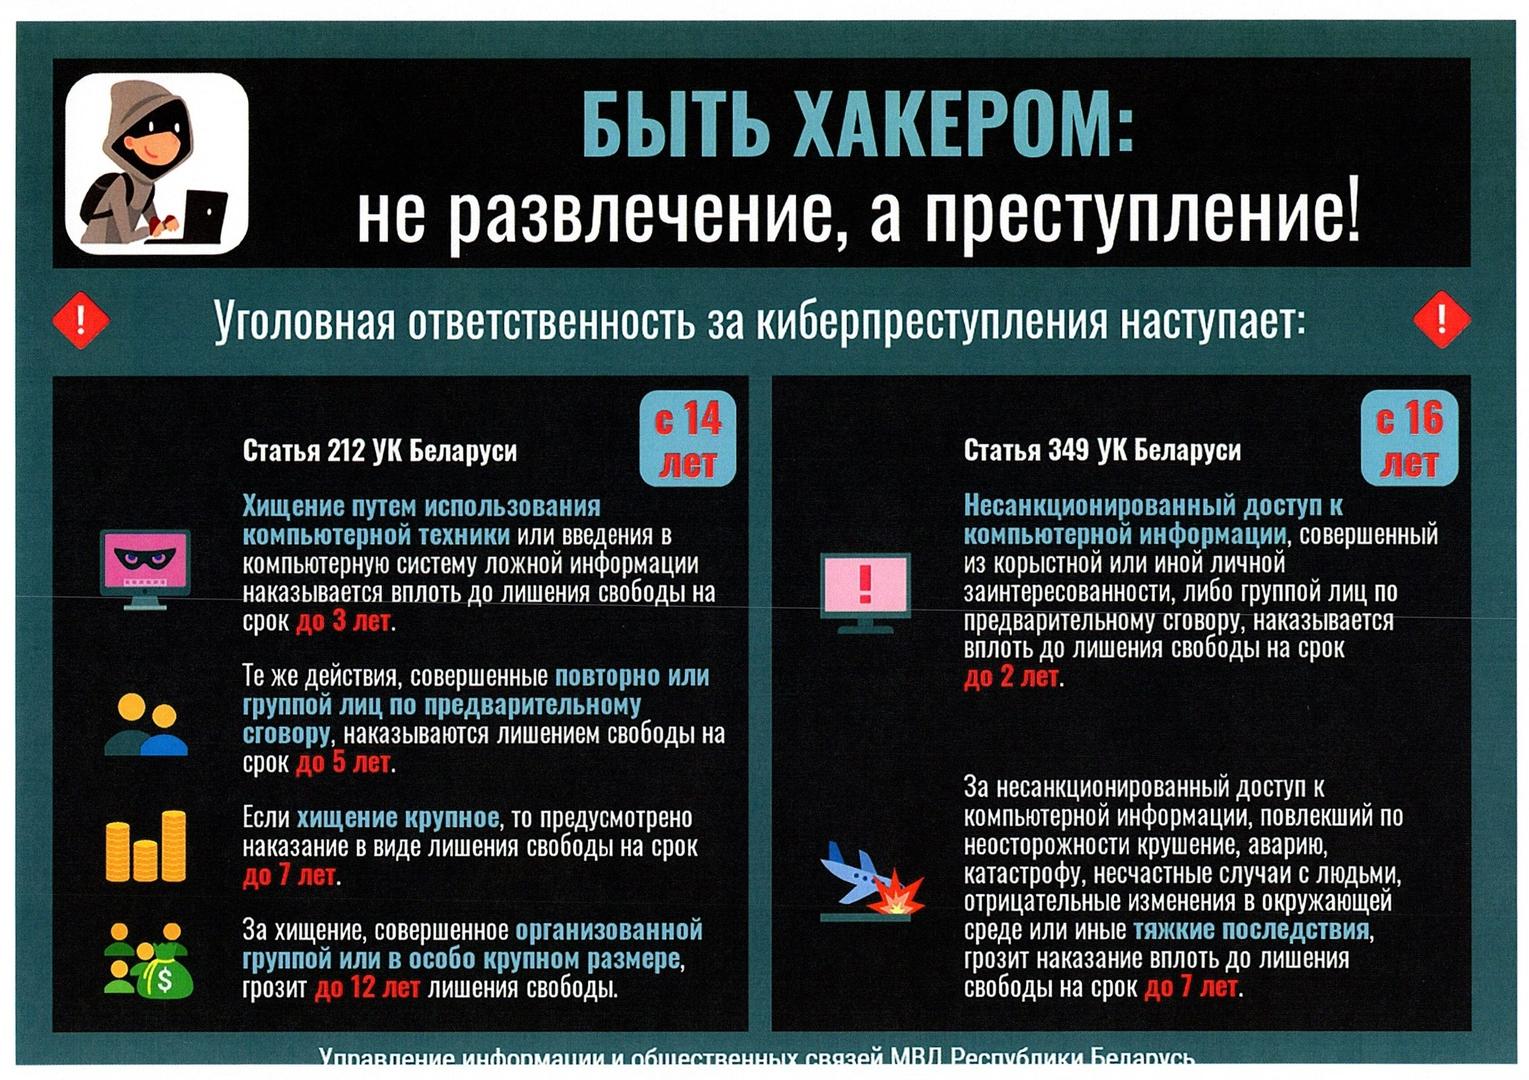 БЫТЬ ХАКЕРОМ:
не развлечение, а преступление!
!
Уголовная ответственность за киберпреступления наступает:
!
с 14
лет
Статья 212 УК Беларуси
Хищение путем использования
компьютерной техники или введения в
компьютерную систему ложной информации
наказывается вплоть до лишения свободы на
срок до 3 лет.
Те же действия, совершенные повторно или
группой лиц по предварительному
сговору, наказываются лишением свободы на
срок до 5 лет.
Если хищение крупное, то предусмотрено
наказание в виде лишения свободы на срок
до 7 лет.
$
За хищение, совершенное организованной
группой или в особо крупном размере,
грозит до 12 лет лишения свободы.
с 16
лет
Статья 349 УК Беларуси
Несанкционированный доступ к
компьютерной информации, совершенный
из корыстной или иной личной
заинтересованности, либо группой лиц по
предварительному сговору, наказывается
вплоть до лишения свободы на срок
до 2 лет.
!
За несанкционированный доступ к
компьютерной информации, повлекший по
неосторожности крушение, аварию,
катастрофу, несчастные случаи с людьми,
отрицательные изменения в окружающей
среде или иные тяжкие последствия,
грозит наказание вплоть до лишения
свободы на срок до 7 лет.
Управление информации и общественных связей МВД Республики Беларусь